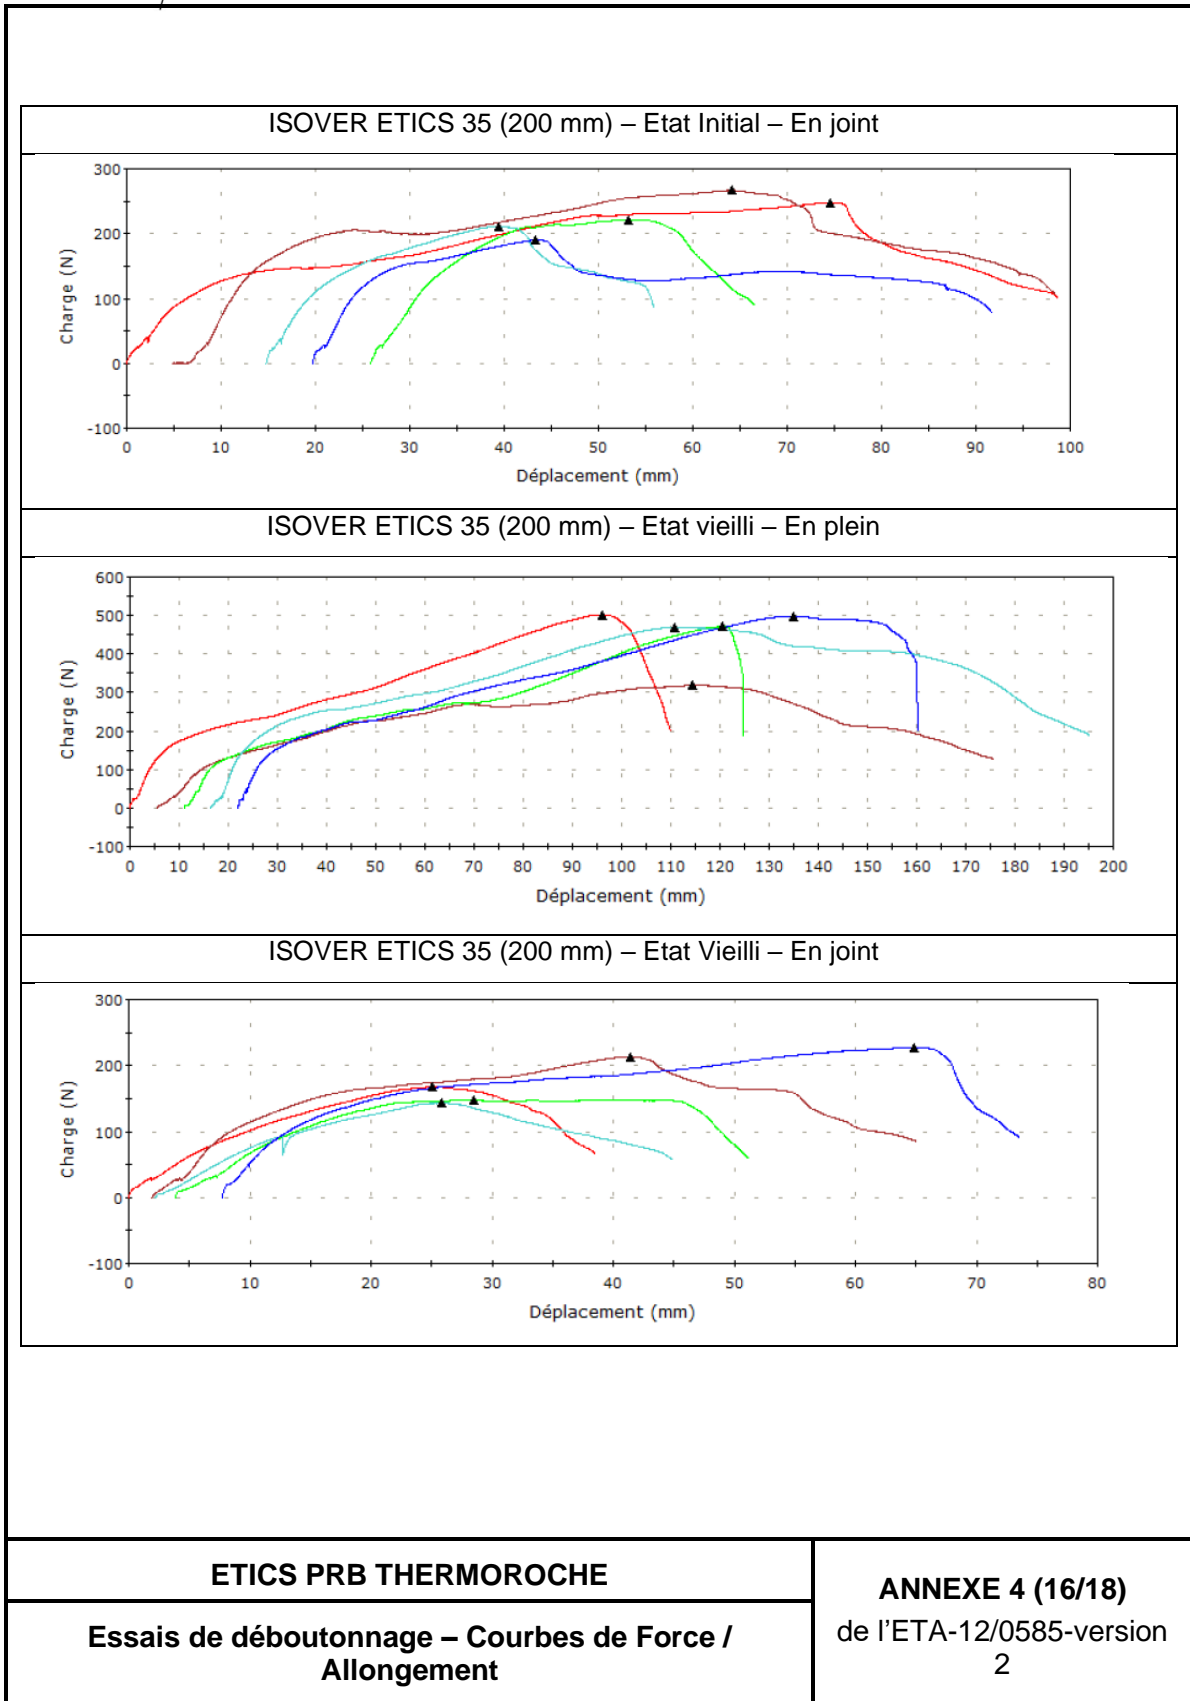 ISOVER ETICS 35 (200 mm) – Etat Initial – En joint
300
200
100
0
-100
Charge (N)
0 10 20 30 40 50 60 70 80 90 100
Déplacement (mm)
ISOVER ETICS 35 (200 mm) – Etat vieilli – En plein
600
500
400
300
200
100
0
-100
Charge (N)
0 10 20 30 40 50 60 70 80 90 100 110 120 130 140 150 160 170 180 190 200
Déplacement (mm)
ISOVER ETICS 35 (200 mm) – Etat Vieilli – En joint
300
200
100
0
-100
Charge (N)
0 10 20 30 40 50 60 70 80
Déplacement (mm)
ETICS PRB THERMOROCHE
Essais de déboutonnage – Courbes de Force /
Allongement
ANNEXE 4 (16/18)
de l'ETA-12/0585-version
2